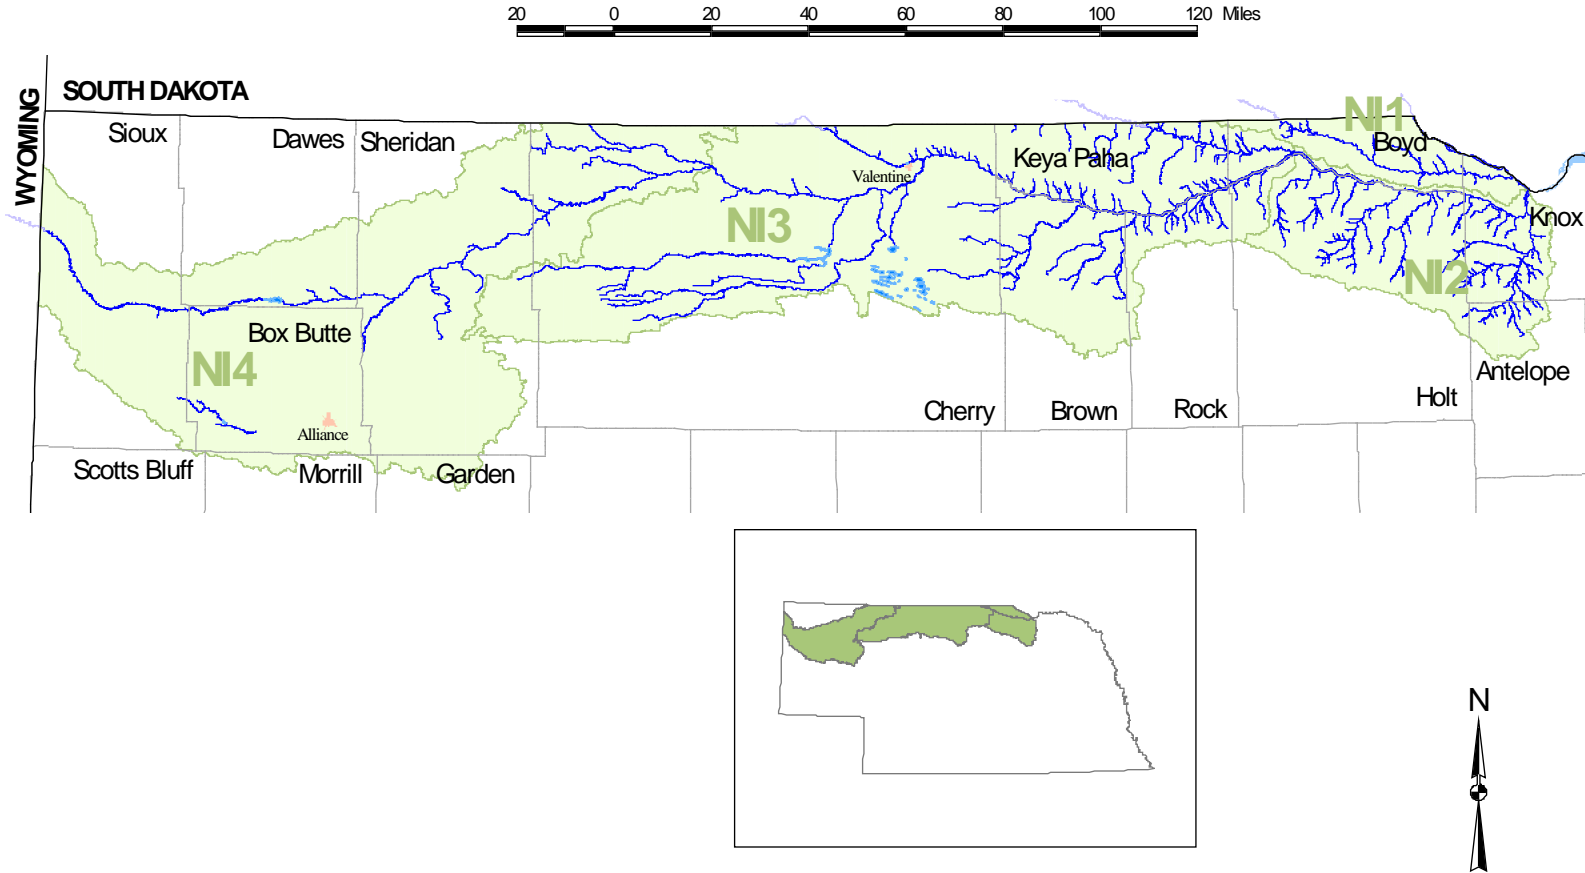 20 0 20 40 60 80 100 120 Miles
SOUTH DAKOTA
WYOMING
NI1
Sioux
Dawes
Sheridan
Boyd
Keya Paha
Valentine
Knox
NI3
NI2
Box Butte
NI4
Antelope
Holt
Cherry
Brown
Rock
Alliance
Scotts Bluff
Morrill
Garden
N